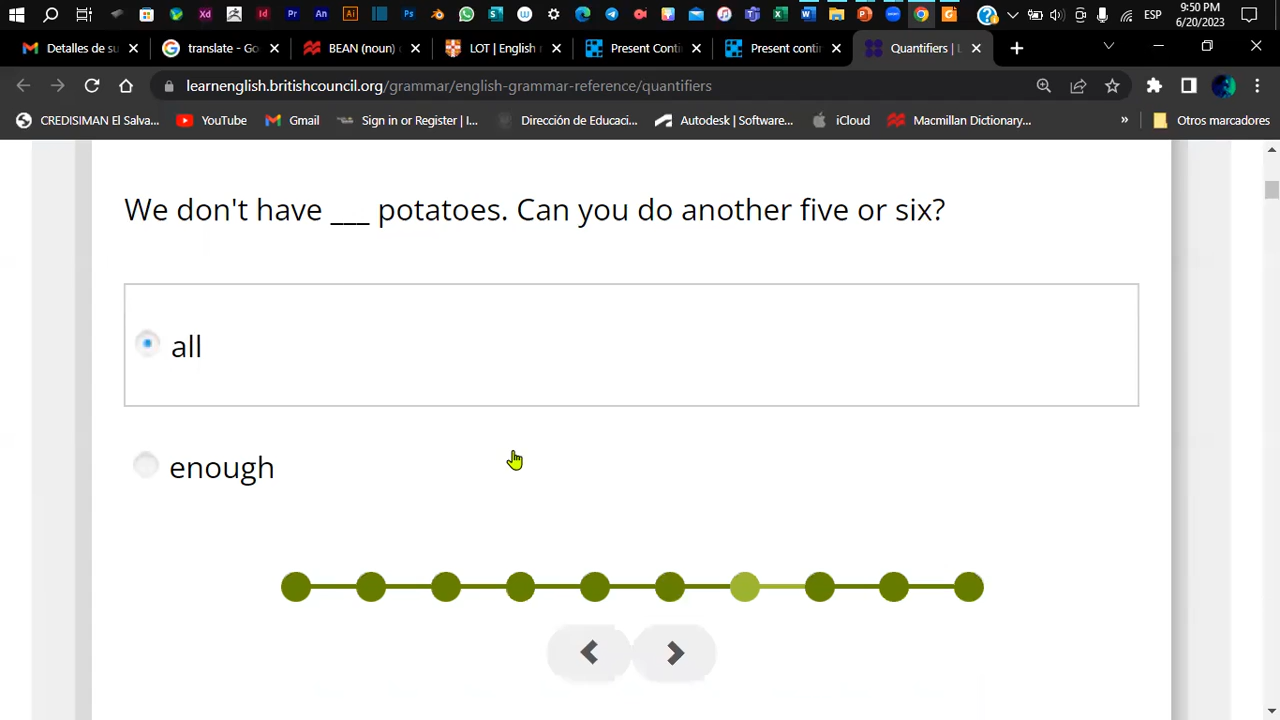 9:50 PM
ESP
6/20/2023
Detalles de su
translate - Go
BEAN (noun)
LOT | English
Present Conti
Present contin
Quantifiers | L
learnenglish.britishcouncil.org/grammar/english-grammar-reference/quantifiers
CREDISIMAN El Salva...
YouTube
Gmail
Sign in or Register | I...
Dirección de Educaci...
Autodesk | Software...
iCloud
Macmillan Dictionary...
»
Otros marcadores
We don't have ___ potatoes. Can you do another five or six?
all
enough